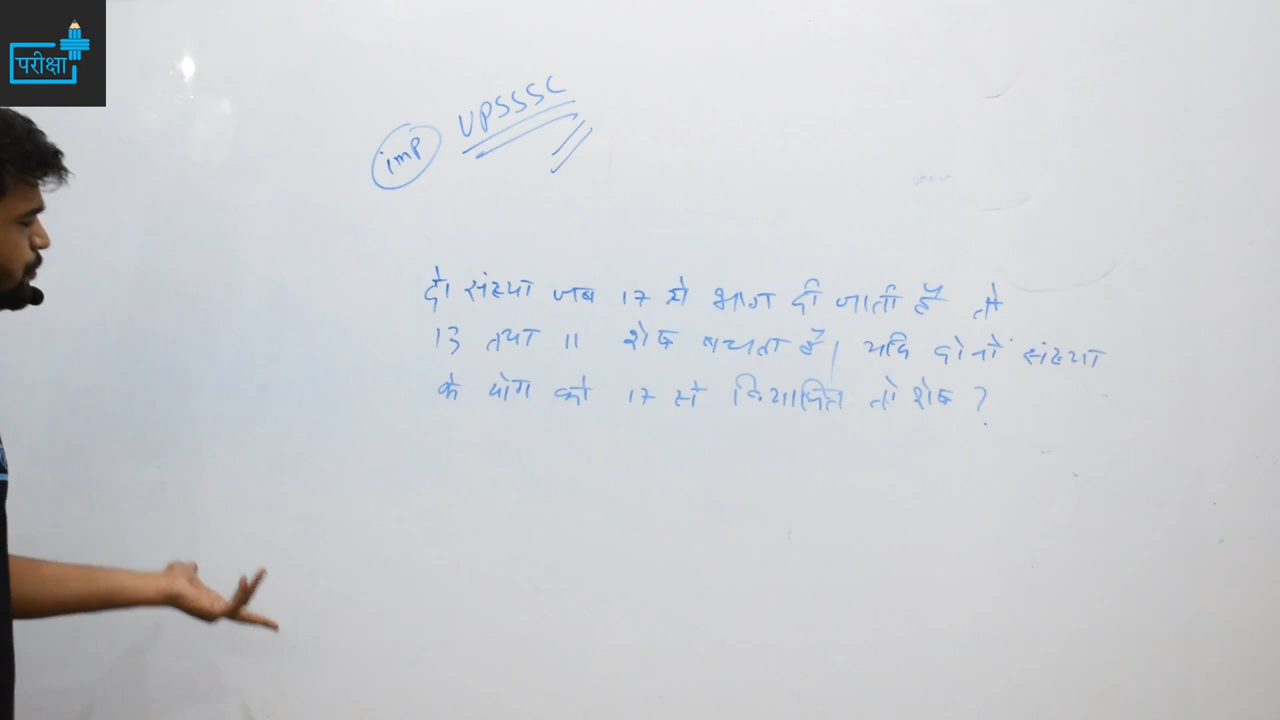 परीक्षा
imp UPSSSC
दो संख्या जब 17 से भाग दी जाती है तो
13 तथा 11 शेष बचता है। यदि दोनों संख्या
के योग को 17 से विभाजित तो शेष ?